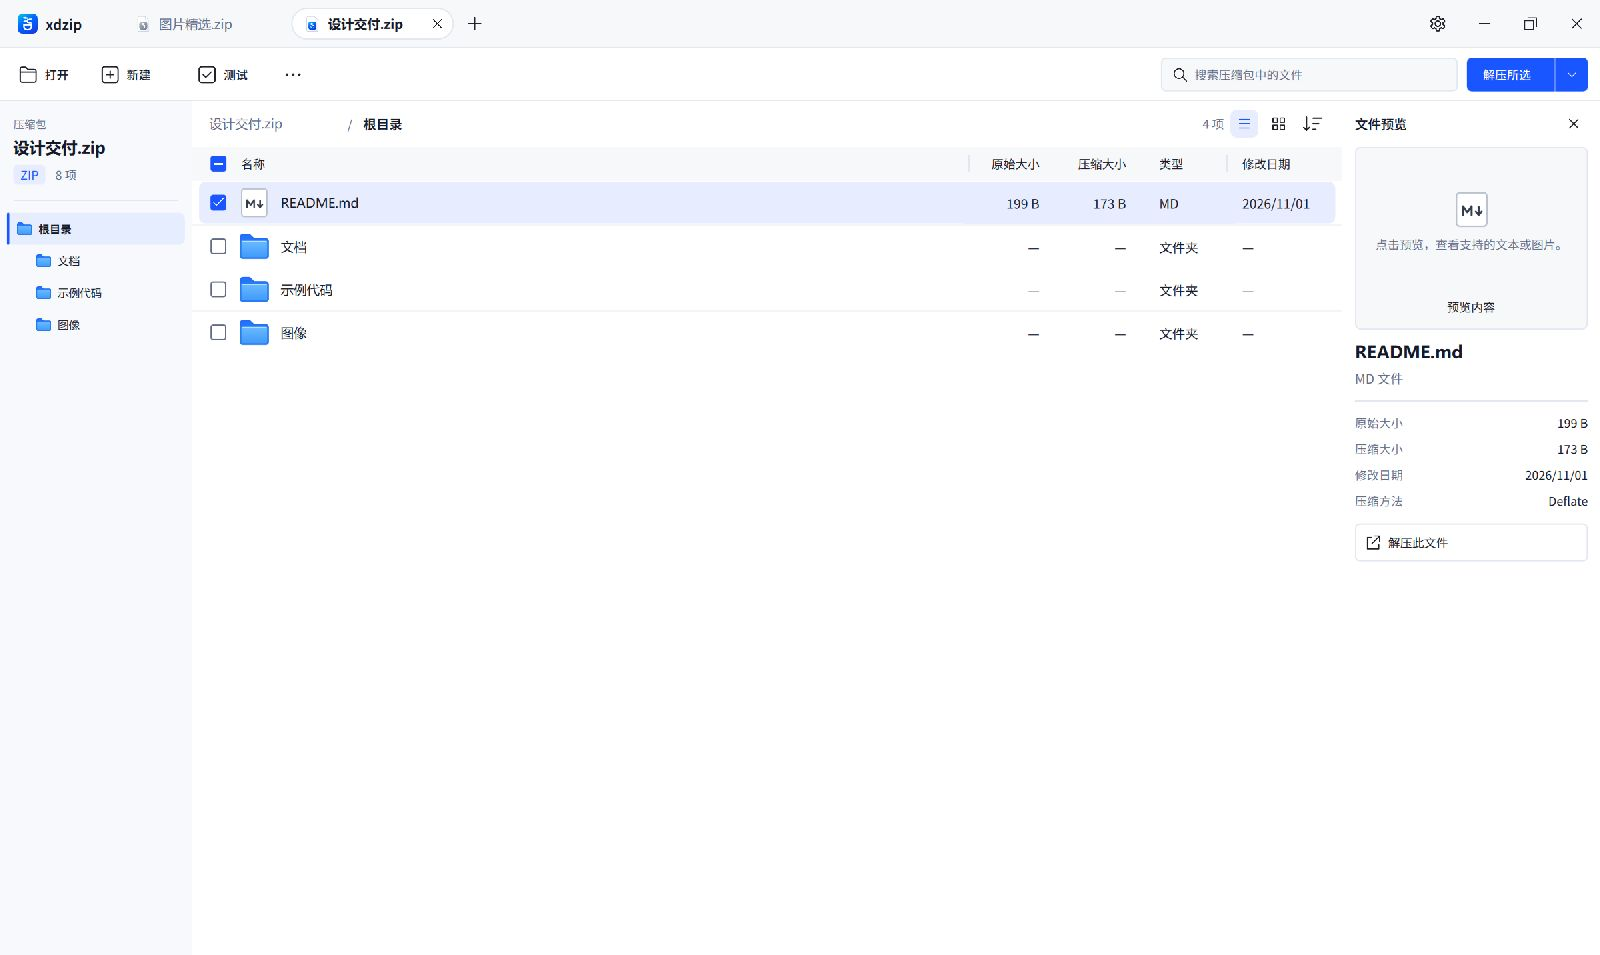 xdzip
图片精选.zip
设计交付.zip
打开
新建
测试
搜索压缩包中的文件
解压所选
压缩包
设计交付.zip
ZIP 8 项
根目录
文档
示例代码
图像
设计交付.zip / 根目录
4 项
名称 原始大小 压缩大小 类型 修改日期
M↓ README.md 199 B 173 B MD 2026/11/01
文档 — — 文件夹 —
示例代码 — — 文件夹 —
图像 — — 文件夹 —
文件预览
M↓
点击预览，查看支持的文本或图片。
预览内容
README.md
MD 文件
原始大小 199 B
压缩大小 173 B
修改日期 2026/11/01
压缩方法 Deflate
解压此文件